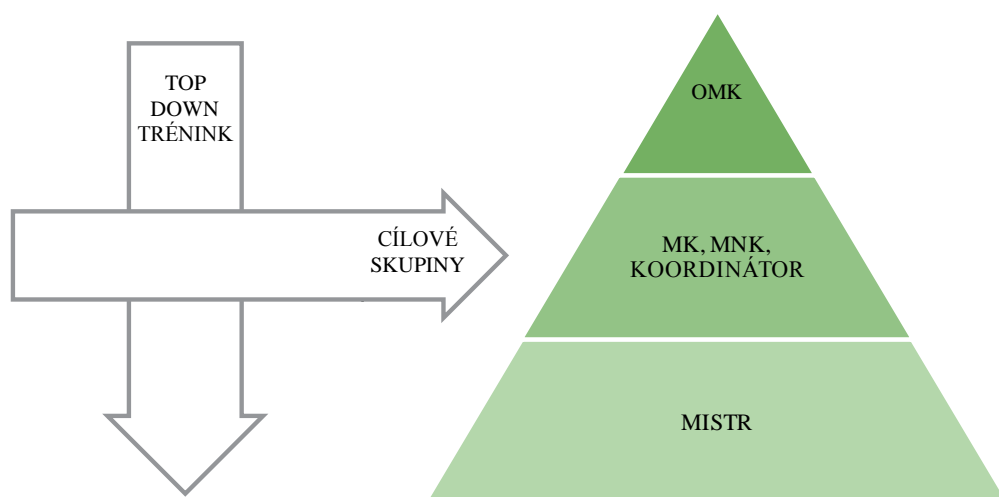 TOP
DOWN
TRÉNINK
CÍLOVÉ
SKUPINY
OMK
MK, MNK,
KOORDINÁTOR
MISTR